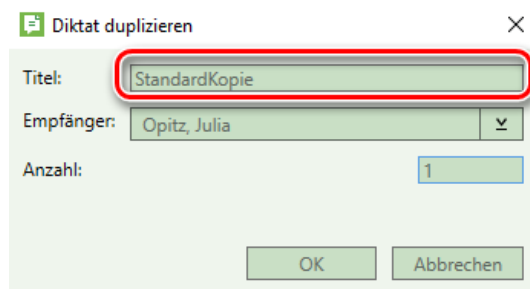 Diktat duplizieren
Titel: StandardKopie
Empfänger: Opitz, Julia
Anzahl: 1
OK Abbrechen